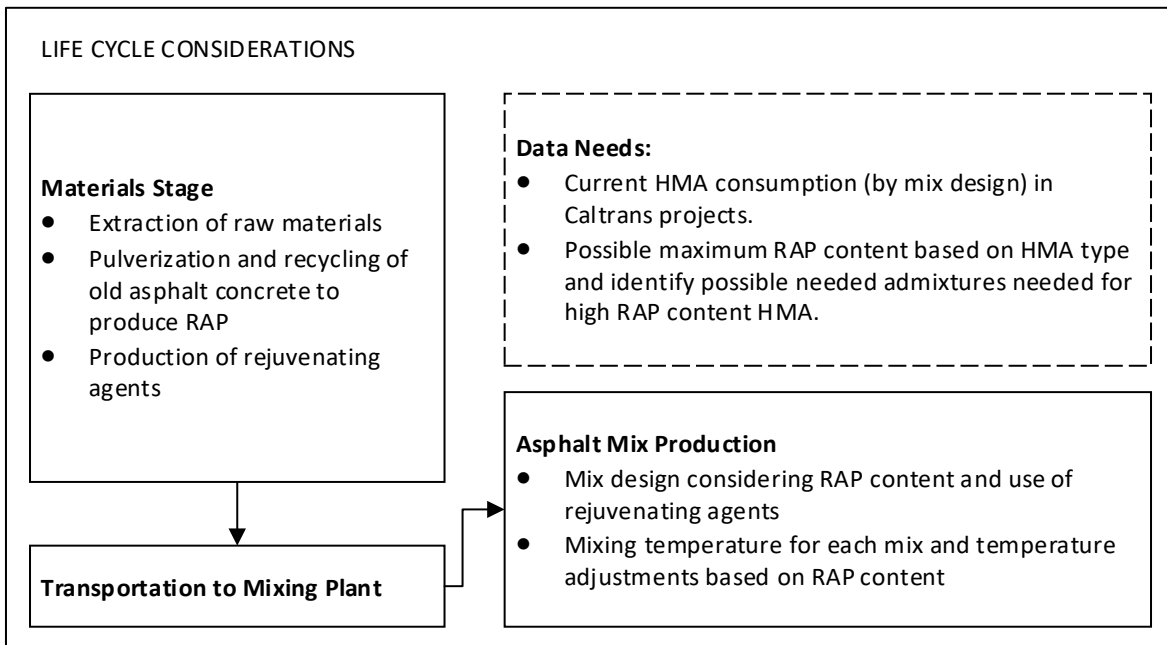 LIFE CYCLE CONSIDERATIONS
Materials Stage
● Extraction of raw materials
● Pulverization and recycling of
old asphalt concrete to
produce RAP
● Production of rejuvenating
agents
Transportation to Mixing Plant
Data Needs:
● Current HMA consumption (by mix design) in
Caltrans projects.
● Possible maximum RAP content based on HMA type
and identify possible needed admixtures needed for
high RAP content HMA.
Asphalt Mix Production
● Mix design considering RAP content and use of
rejuvenating agents
● Mixing temperature for each mix and temperature
adjustments based on RAP content